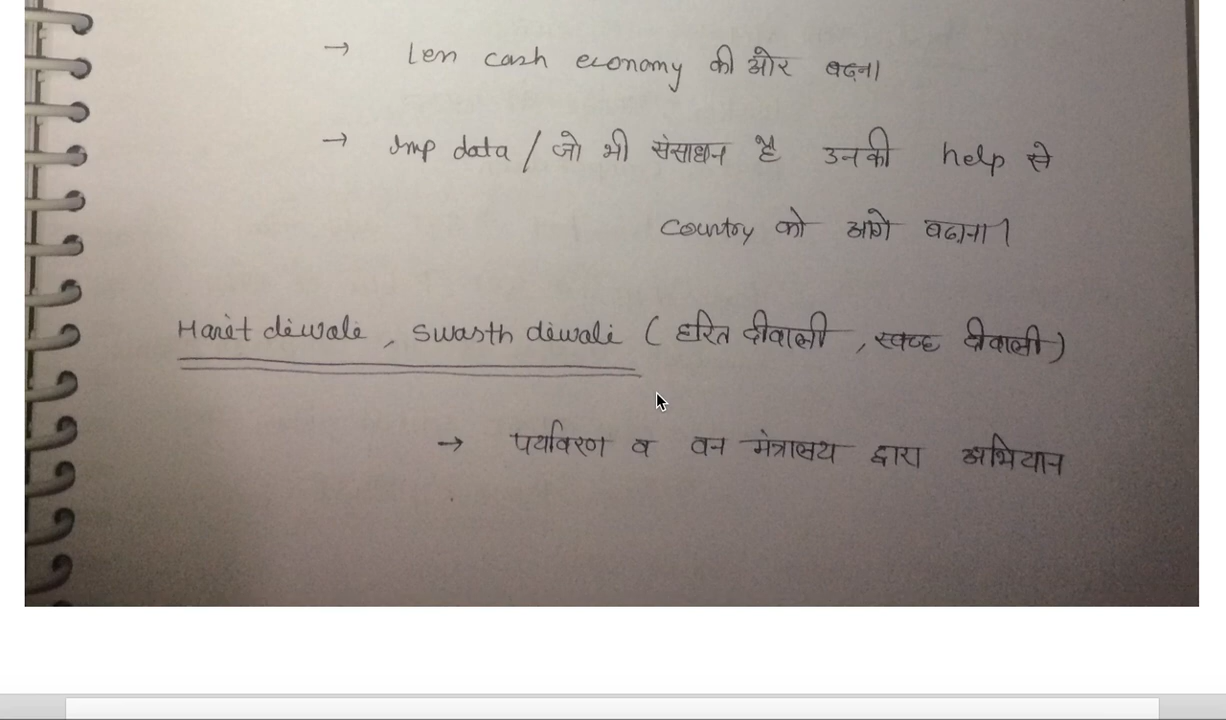 → Less cash economy की ओर बढ़ना
→ Imp data / जो भी संसाधन है उनकी help से
country को आगे बढाना।
Harit diwali, Swasth diwali (हरित दीवाली, स्वच्छ दीवाली)
→ पर्यावरण व वन मंत्रालय द्वारा अभियान